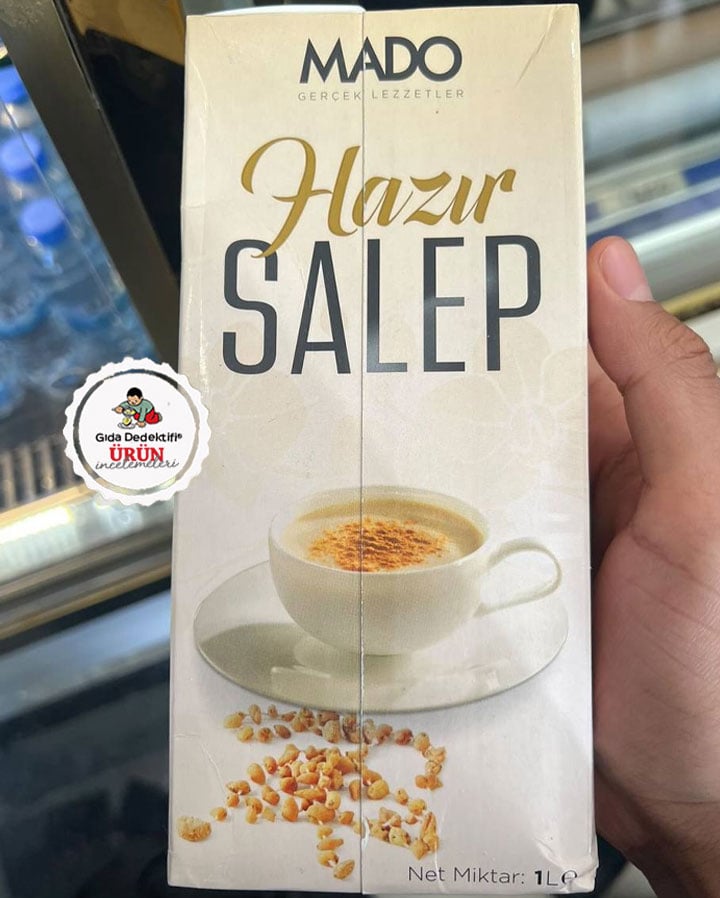 MADO
GERÇEK LEZZETLER
Hazır
SALEP
Gıda Dedektifi®
ÜRÜN
incelemeleri
Net Miktar: 1L℮